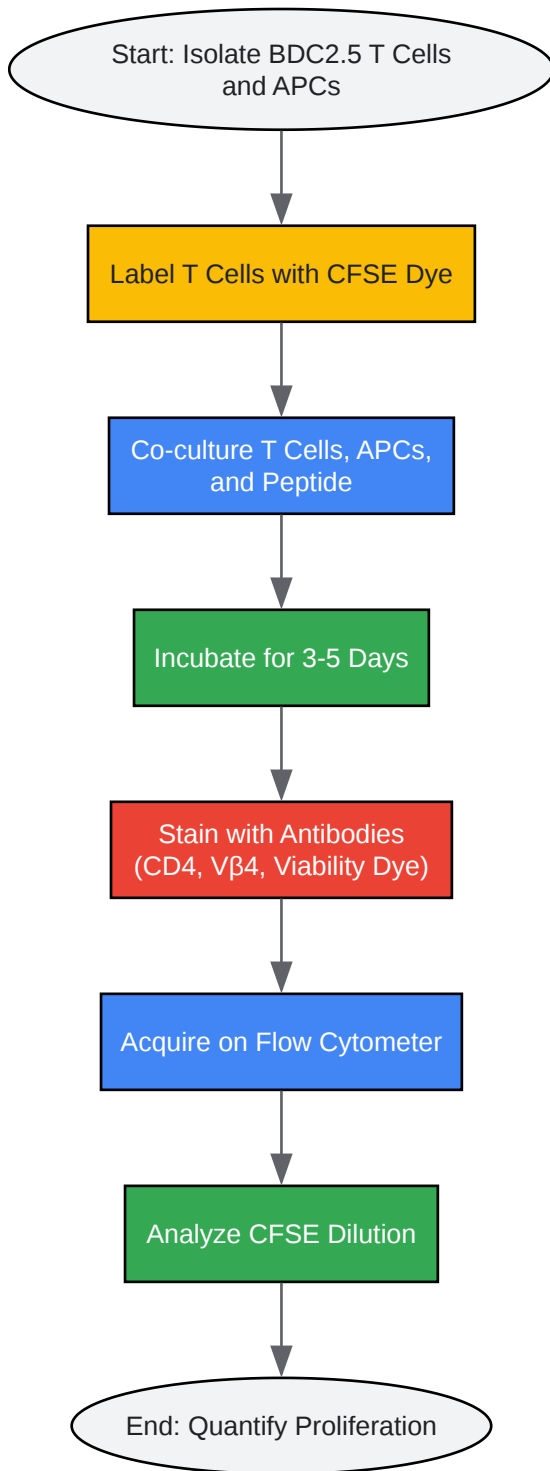 Start: Isolate BDC2.5 T Cells
and APCs
Label T Cells with CFSE Dye
Co-culture T Cells, APCs,
and Peptide
Incubate for 3-5 Days
Stain with Antibodies
(CD4, Vβ4, Viability Dye)
Acquire on Flow Cytometer
Analyze CFSE Dilution
End: Quantify Proliferation